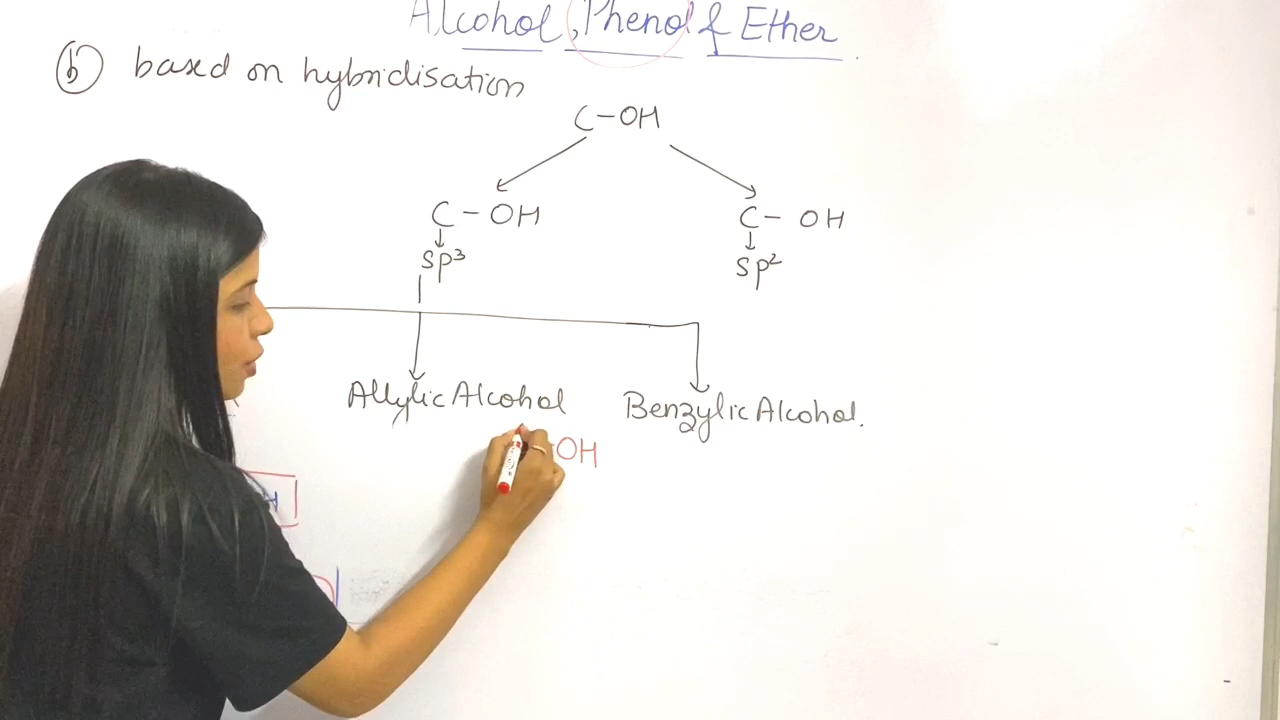 Alcohol, Phenol & Ether
(b) based on hybridisation
C-OH
C - OH
C - OH
Sp³
Sp²
Allylic Alcohol
Benzylic Alcohol.
OH
H